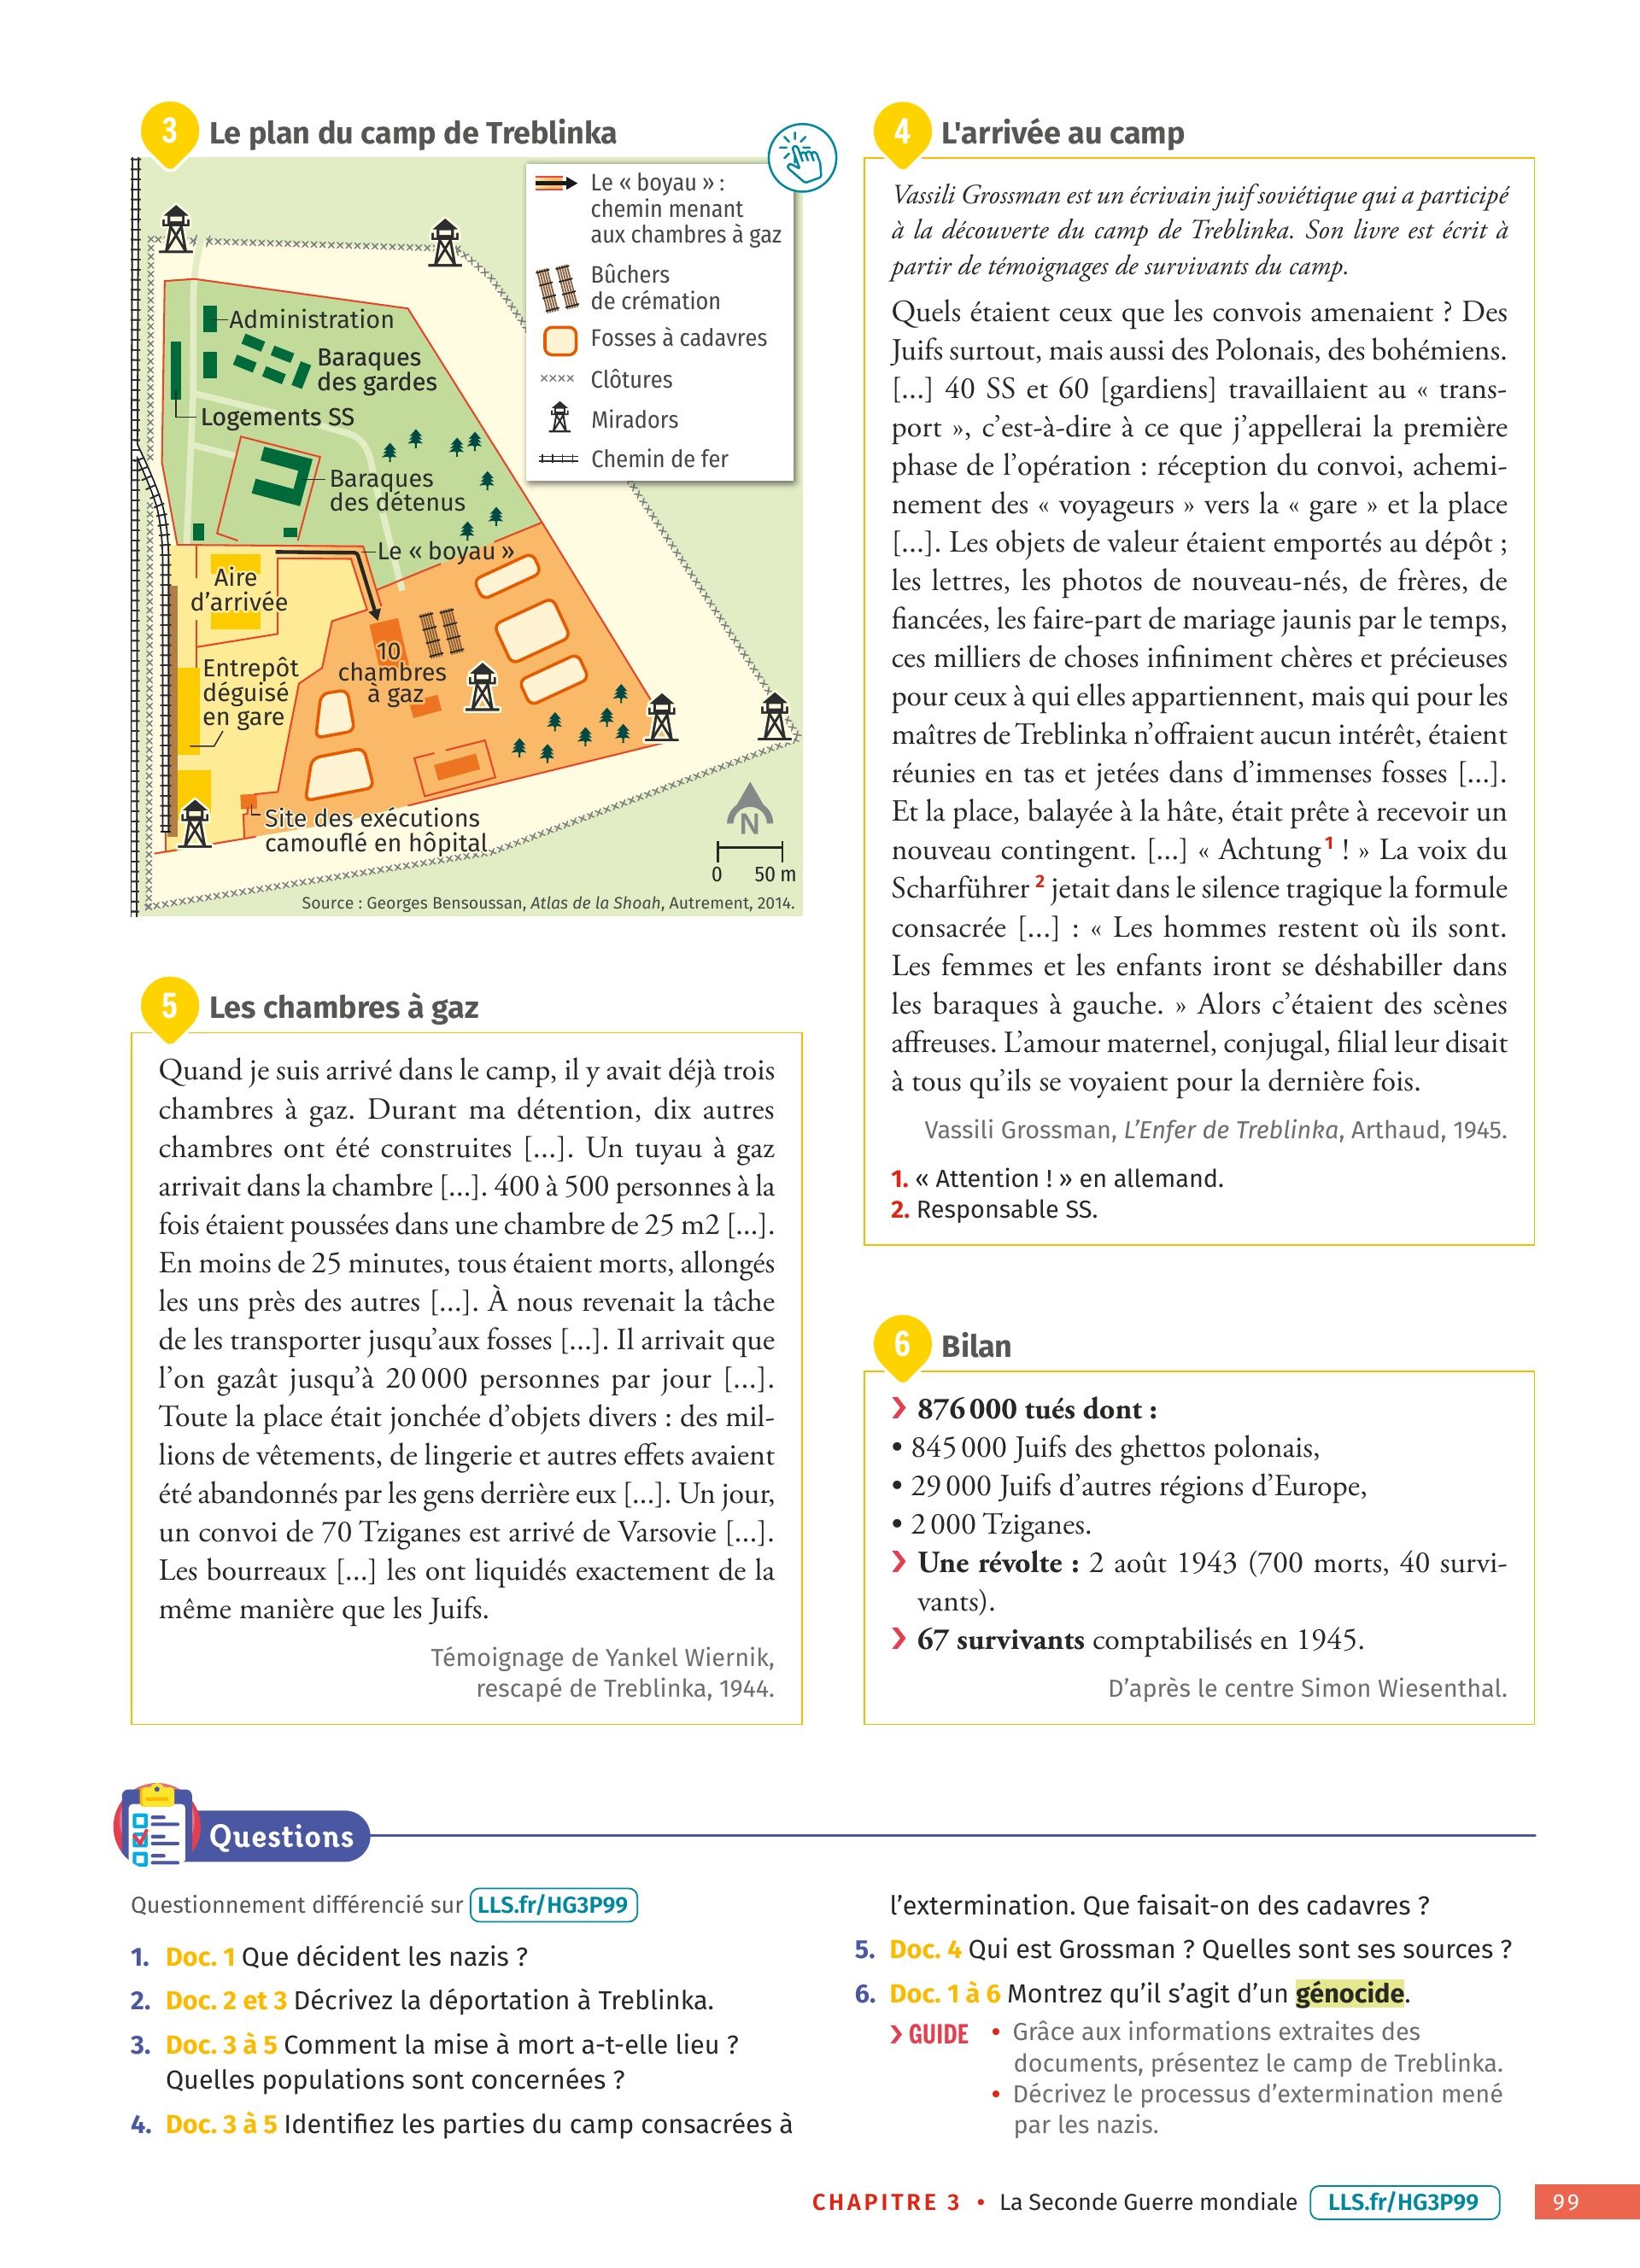 3 Le plan du camp de Treblinka
Le « boyau » :
chemin menant
aux chambres à gaz
Bûchers
de crémation
Fosses à cadavres
Clôtures
Miradors
Chemin de fer
Administration
Baraques
des gardes
Logements SS
Baraques
des détenus
Le « boyau »
Aire
d’arrivée
10
chambres
à gaz
Entrepôt
déguisé
en gare
Site des exécutions
camouflé en hôpital
N
0 50 m
Source : Georges Bensoussan, Atlas de la Shoah, Autrement, 2014.
4 L'arrivée au camp
Vassili Grossman est un écrivain juif soviétique qui a participé
à la découverte du camp de Treblinka. Son livre est écrit à
partir de témoignages de survivants du camp.
Quels étaient ceux que les convois amenaient ? Des
Juifs surtout, mais aussi des Polonais, des bohémiens.
[...] 40 SS et 60 [gardiens] travaillaient au « trans-
port », c’est-à-dire à ce que j’appellerai la première
phase de l’opération : réception du convoi, achemi-
nement des « voyageurs » vers la « gare » et la place
[...]. Les objets de valeur étaient emportés au dépôt ;
les lettres, les photos de nouveau-nés, de frères, de
fiancées, les faire-part de mariage jaunis par le temps,
ces milliers de choses infiniment chères et précieuses
pour ceux à qui elles appartiennent, mais qui pour les
maîtres de Treblinka n’offraient aucun intérêt, étaient
réunies en tas et jetées dans d’immenses fosses [...].
Et la place, balayée à la hâte, était prête à recevoir un
nouveau contingent. [...] « Achtung1 ! » La voix du
Scharführer 2 jetait dans le silence tragique la formule
consacrée [...] : « Les hommes restent où ils sont.
Les femmes et les enfants iront se déshabiller dans
les baraques à gauche. » Alors c’étaient des scènes
affreuses. L’amour maternel, conjugal, filial leur disait
à tous qu’ils se voyaient pour la dernière fois.
Vassili Grossman, L’Enfer de Treblinka, Arthaud, 1945.
1. « Attention ! » en allemand.
2. Responsable SS.
5 Les chambres à gaz
Quand je suis arrivé dans le camp, il y avait déjà trois
chambres à gaz. Durant ma détention, dix autres
chambres ont été construites [...]. Un tuyau à gaz
arrivait dans la chambre [...]. 400 à 500 personnes à la
fois étaient poussées dans une chambre de 25 m2 [...].
En moins de 25 minutes, tous étaient morts, allongés
les uns près des autres [...]. À nous revenait la tâche
de les transporter jusqu’aux fosses [...]. Il arrivait que
l’on gazât jusqu’à 20 000 personnes par jour [...].
Toute la place était jonchée d’objets divers : des mil-
lions de vêtements, de lingerie et autres effets avaient
été abandonnés par les gens derrière eux [...]. Un jour,
un convoi de 70 Tziganes est arrivé de Varsovie [...].
Les bourreaux [...] les ont liquidés exactement de la
même manière que les Juifs.
Témoignage de Yankel Wiernik,
rescapé de Treblinka, 1944.
6 Bilan
› 876 000 tués dont :
• 845 000 Juifs des ghettos polonais,
• 29 000 Juifs d’autres régions d’Europe,
• 2 000 Tziganes.
› Une révolte : 2 août 1943 (700 morts, 40 survi-
vants).
› 67 survivants comptabilisés en 1945.
D’après le centre Simon Wiesenthal.
Questions
Questionnement différencié sur LLS.fr/HG3P99
1. Doc. 1 Que décident les nazis ?
2. Doc. 2 et 3 Décrivez la déportation à Treblinka.
3. Doc. 3 à 5 Comment la mise à mort a-t-elle lieu ?
Quelles populations sont concernées ?
4. Doc. 3 à 5 Identifiez les parties du camp consacrées à
l’extermination. Que faisait-on des cadavres ?
5. Doc. 4 Qui est Grossman ? Quelles sont ses sources ?
6. Doc. 1 à 6 Montrez qu’il s’agit d’un génocide.
› GUIDE • Grâce aux informations extraites des
documents, présentez le camp de Treblinka.
• Décrivez le processus d’extermination mené
par les nazis.
CHAPITRE 3 • La Seconde Guerre mondiale LLS.fr/HG3P99 99